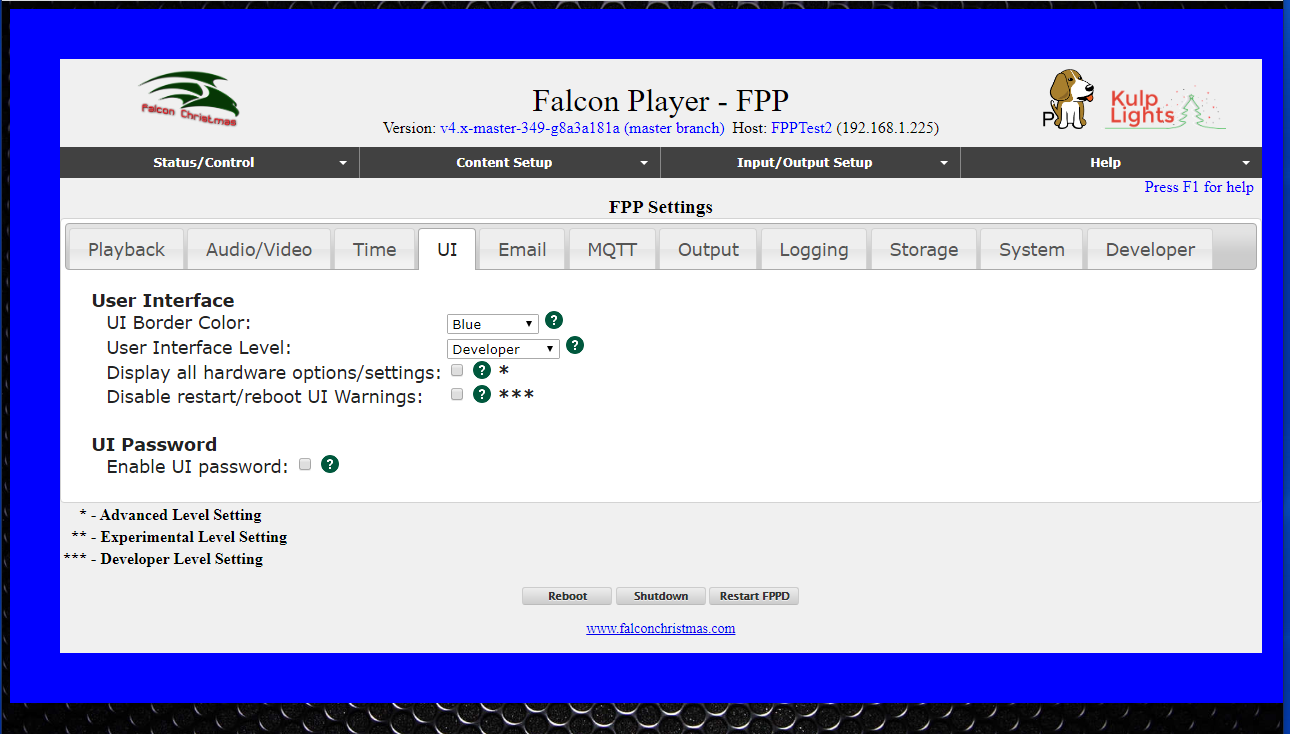 Falcon Christmas
Falcon Player - FPP
P
Kulp
Lights
Version: v4.x-master-349-g8a3a181a (master branch) Host: FPPTest2 (192.168.1.225)
Status/Control Content Setup Input/Output Setup Help
Press F1 for help
FPP Settings
Playback Audio/Video Time UI Email MQTT Output Logging Storage System Developer
User Interface
UI Border Color: Blue ?
User Interface Level: Developer ?
Display all hardware options/settings: ? *
Disable restart/reboot UI Warnings: ? ***
UI Password
Enable UI password: ?
* - Advanced Level Setting
** - Experimental Level Setting
*** - Developer Level Setting
Reboot Shutdown Restart FPPD
www.falconchristmas.com